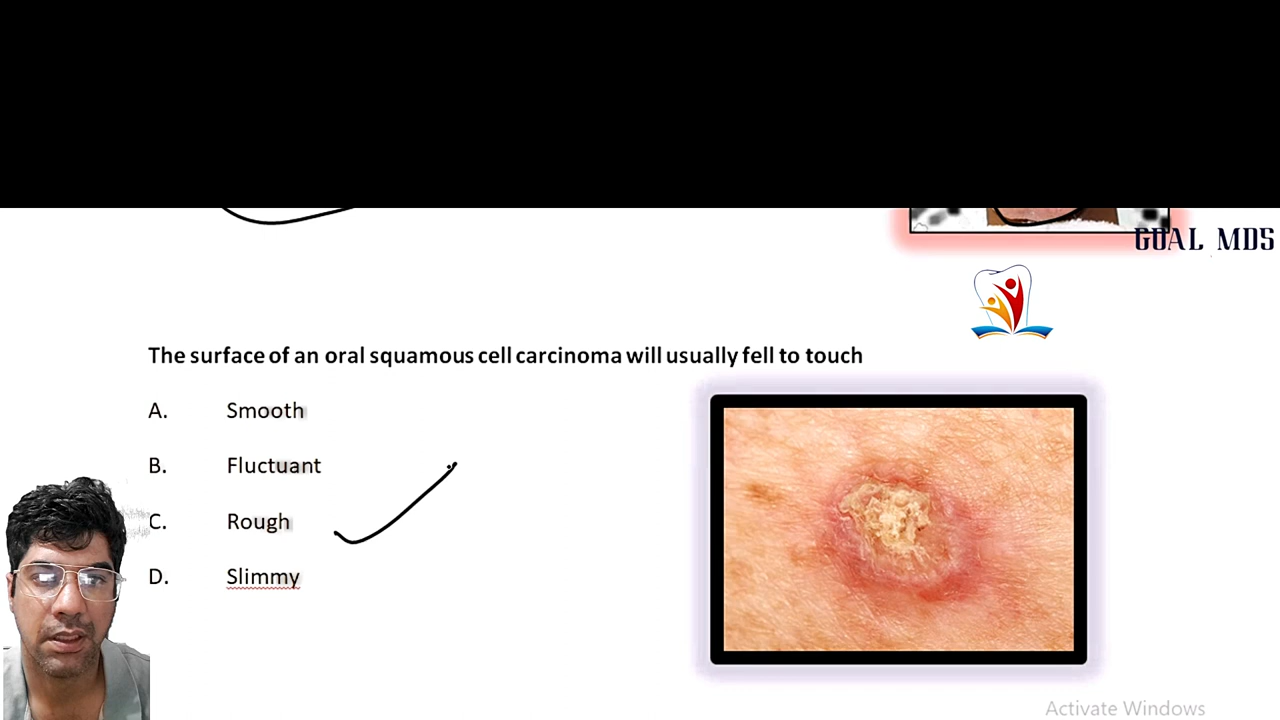 GOAL MDS
The surface of an oral squamous cell carcinoma will usually fell to touch
A. Smooth
B. Fluctuant
C. Rough
D. Slimmy
Activate Windows